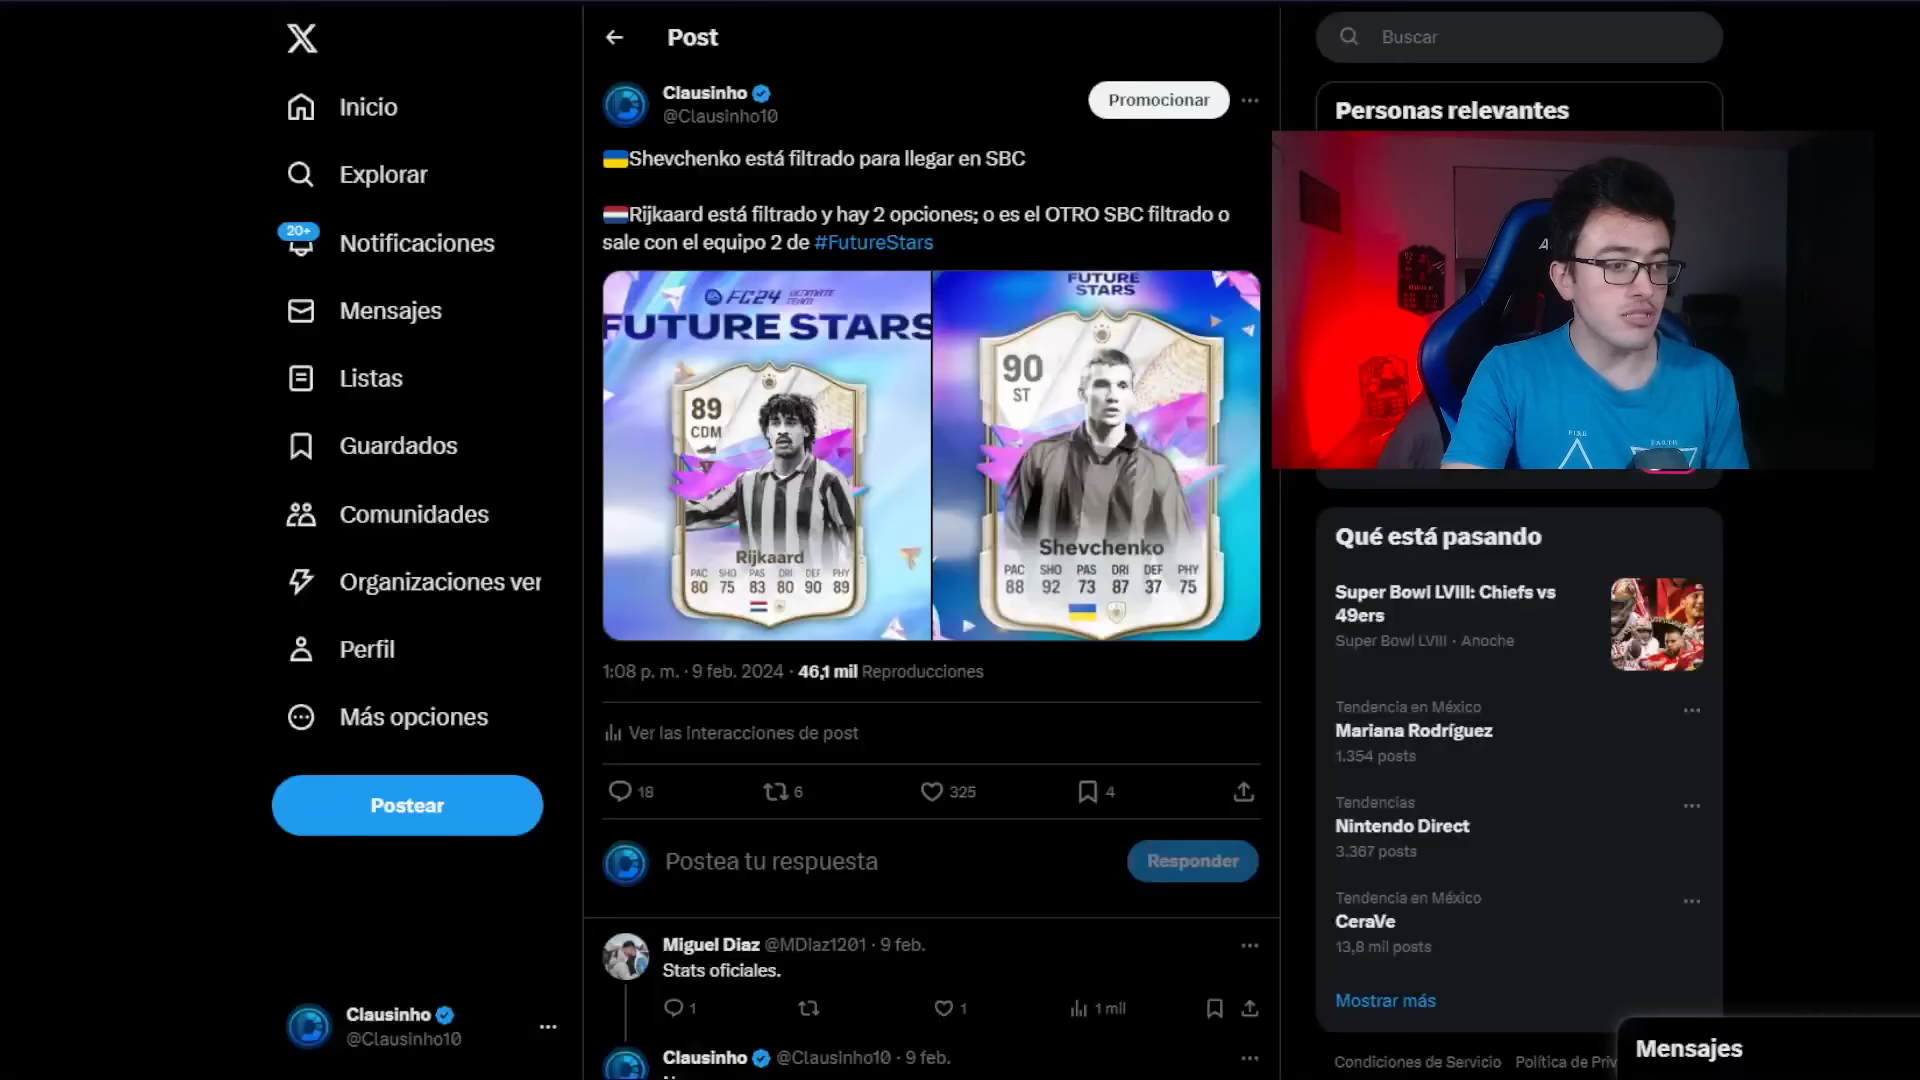 Inicio
Explorar
20+
Notificaciones
Mensajes
Listas
Guardados
Comunidades
Organizaciones ver
Perfil
Más opciones
Postear
Clausinho
@Clausinho10
Post
Clausinho
@Clausinho10
Promocionar
Shevchenko está filtrado para llegar en SBC
Rijkaard está filtrado y hay 2 opciones; o es el OTRO SBC filtrado o
sale con el equipo 2 de #FutureStars
FC24 ULTIMATE TEAM
FUTURE STARS
89
CDM
Rijkaard
PAC SHO PAS DRI DEF PHY
80 75 83 80 90 89
FUTURE
STARS
90
ST
Shevchenko
PAC SHO PAS DRI DEF PHY
88 92 73 87 37 75
1:08 p. m. · 9 feb. 2024 · 46,1 mil Reproducciones
Ver las interacciones de post
18 6 325 4
Postea tu respuesta
Responder
Miguel Diaz @MDiaz1201 · 9 feb.
Stats oficiales.
1 1 1 mil
Clausinho @Clausinho10 · 9 feb.
Buscar
Personas relevantes
FIRE
EARTH
Qué está pasando
Super Bowl LVIII: Chiefs vs
49ers
Super Bowl LVIII · Anoche
Tendencia en México
Mariana Rodríguez
1.354 posts
Tendencias
Nintendo Direct
3.367 posts
Tendencia en México
CeraVe
13,8 mil posts
Mostrar más
Condiciones de Servicio Política de Priv
Mensajes